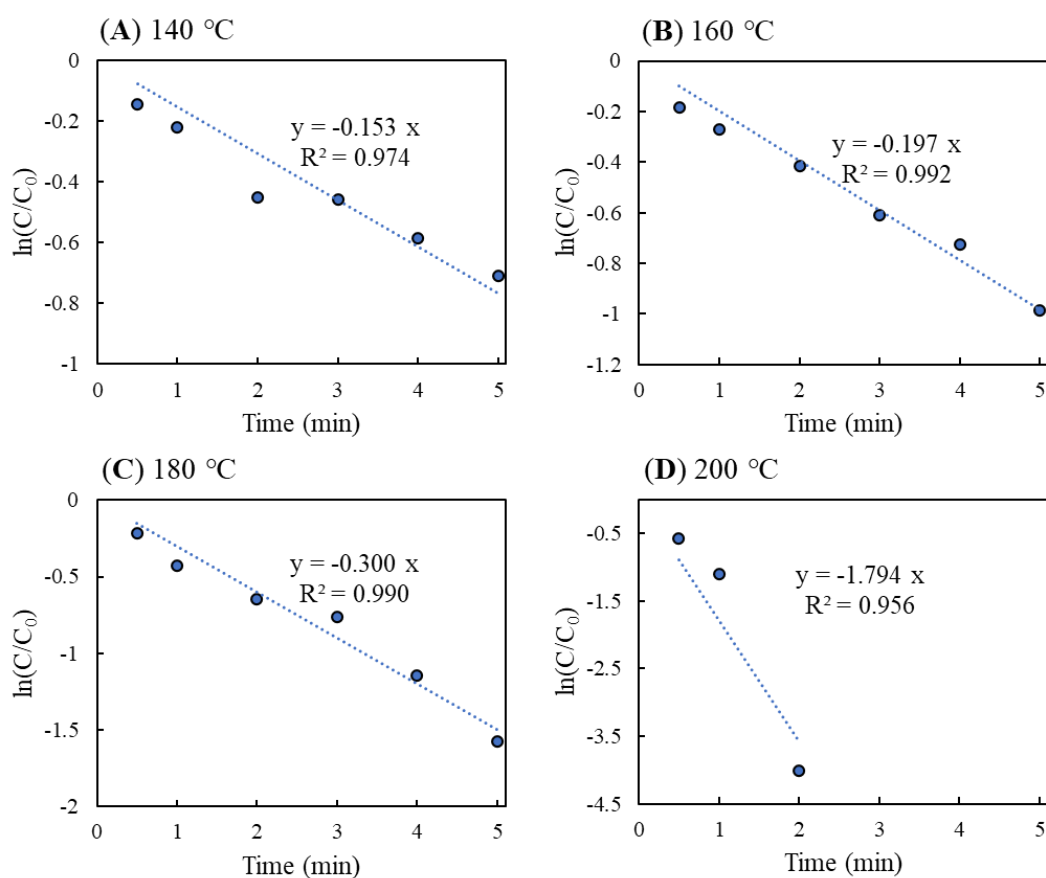 (A) 140 °C
0
-0.2
-0.4
-0.6
-0.8
-1
ln(C/C₀)
y = -0.153 x
R² = 0.974
0 1 2 3 4 5
Time (min)
(B) 160 °C
0
-0.2
-0.4
-0.6
-0.8
-1
-1.2
ln(C/C₀)
y = -0.197 x
R² = 0.992
0 1 2 3 4 5
Time (min)
(C) 180 °C
0
-0.5
-1
-1.5
-2
ln(C/C₀)
y = -0.300 x
R² = 0.990
0 1 2 3 4 5
Time (min)
(D) 200 °C
-0.5
-1.5
-2.5
-3.5
-4.5
ln(C/C₀)
y = -1.794 x
R² = 0.956
0 1 2 3 4 5
Time (min)